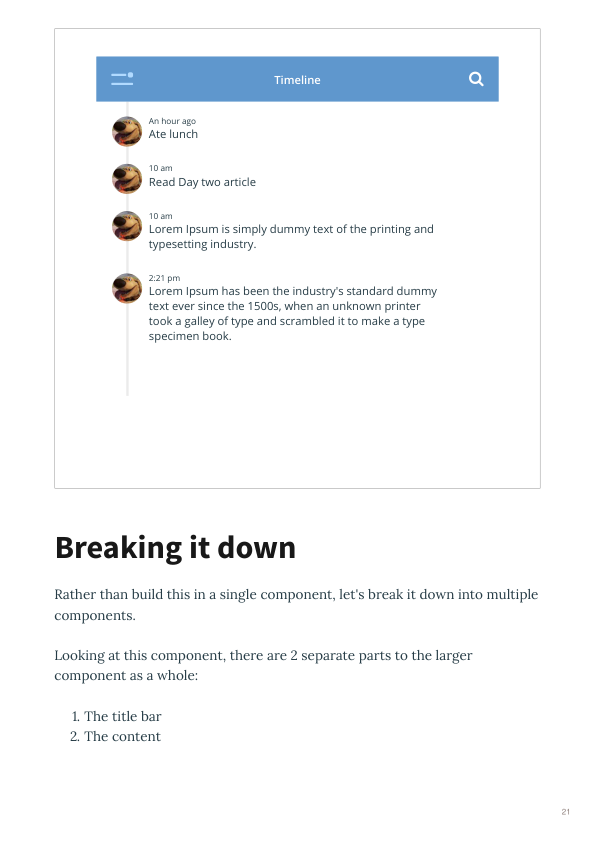 Timeline
An hour ago
Ate lunch
10 am
Read Day two article
10 am
Lorem Ipsum is simply dummy text of the printing and
typesetting industry.
2:21 pm
Lorem Ipsum has been the industry's standard dummy
text ever since the 1500s, when an unknown printer
took a galley of type and scrambled it to make a type
specimen book.
Breaking it down
Rather than build this in a single component, let's break it down into multiple
components.
Looking at this component, there are 2 separate parts to the larger
component as a whole:
1. The title bar
2. The content
21